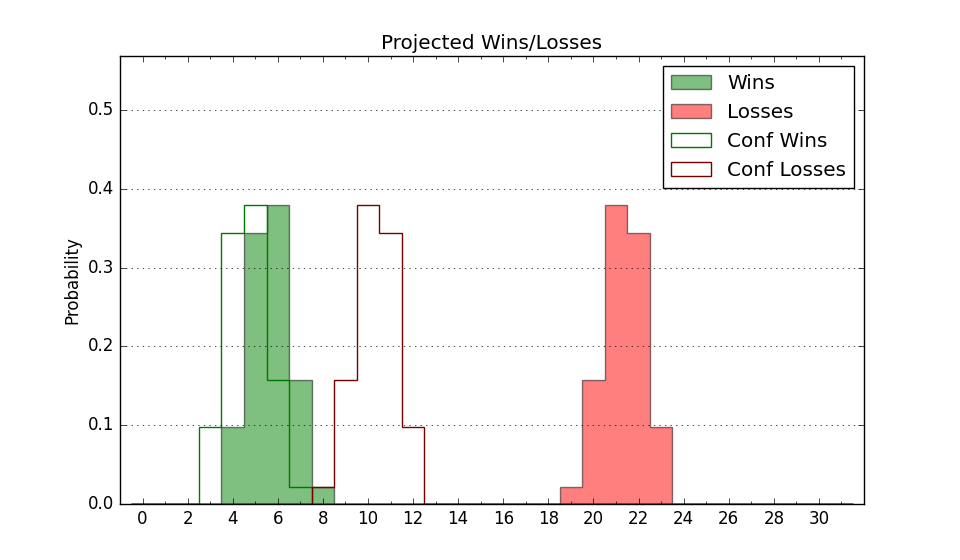 Projected Wins/Losses
Wins
Losses
Conf Wins
Conf Losses
Probability
0.5
0.4
0.3
0.2
0.1
0.0
0 2 4 6 8 10 12 14 16 18 20 22 24 26 28 30